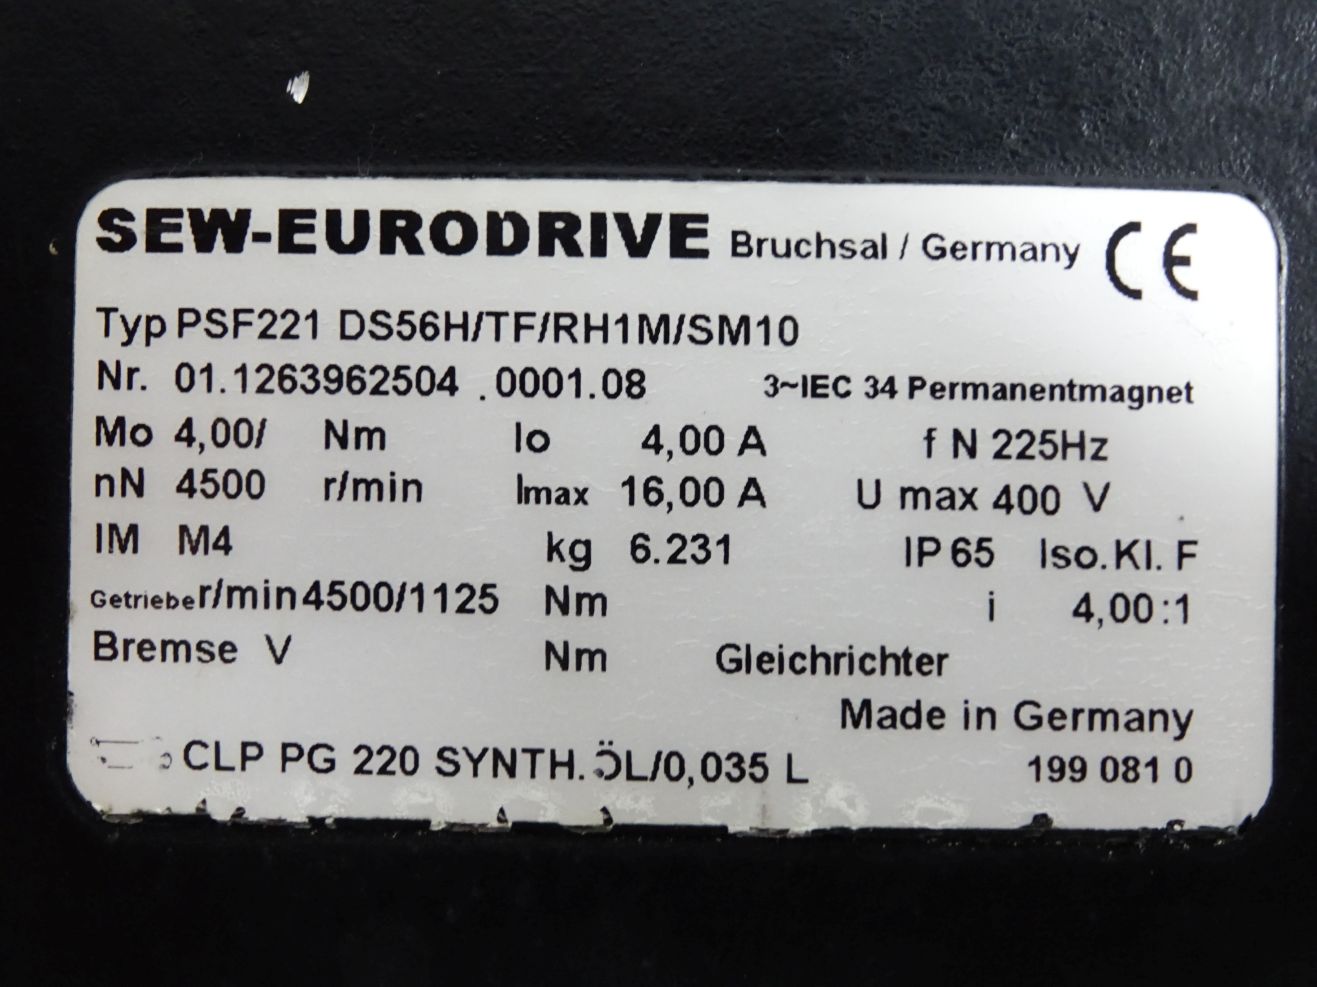 SEW-EURODRIVE Bruchsal / Germany CE
Typ PSF221 DS56H/TF/RH1M/SM10
Nr. 01.1263962504 .0001.08 3~IEC 34 Permanentmagnet
Mo 4,00/ Nm Io 4,00 A f N 225Hz
nN 4500 r/min Imax 16,00 A U max 400 V
IM M4 kg 6.231 IP 65 Iso.Kl. F
Getriebe r/min 4500/1125 Nm i 4,00:1
Bremse V Nm Gleichrichter
Made in Germany
CLP PG 220 SYNTH. ÖL/0,035 L 199 081 0